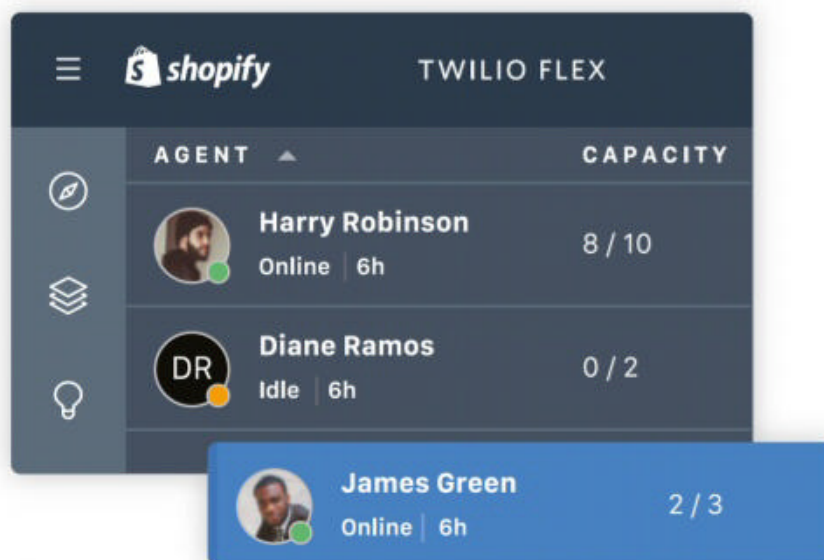 shopify
TWILIO FLEX
AGENT
CAPACITY
Harry Robinson
Online | 6h
8 / 10
DR
Diane Ramos
Idle | 6h
0 / 2
James Green
Online | 6h
2 / 3